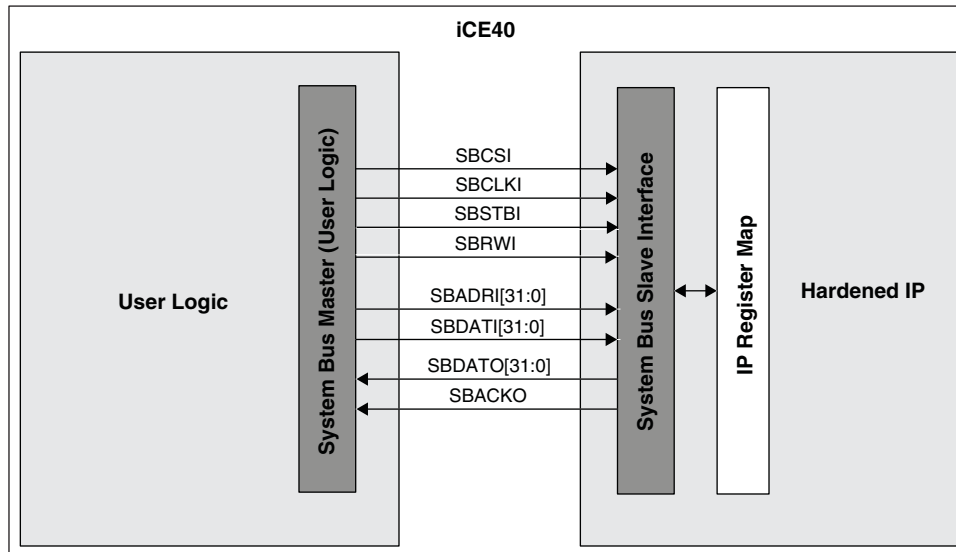 iCE40
User Logic
System Bus Master (User Logic)
SBCSI
SBCLKI
SBSTBI
SBRWI
SBADRI[31:0]
SBDATI[31:0]
SBDATO[31:0]
SBACKO
System Bus Slave Interface
IP Register Map
Hardened IP